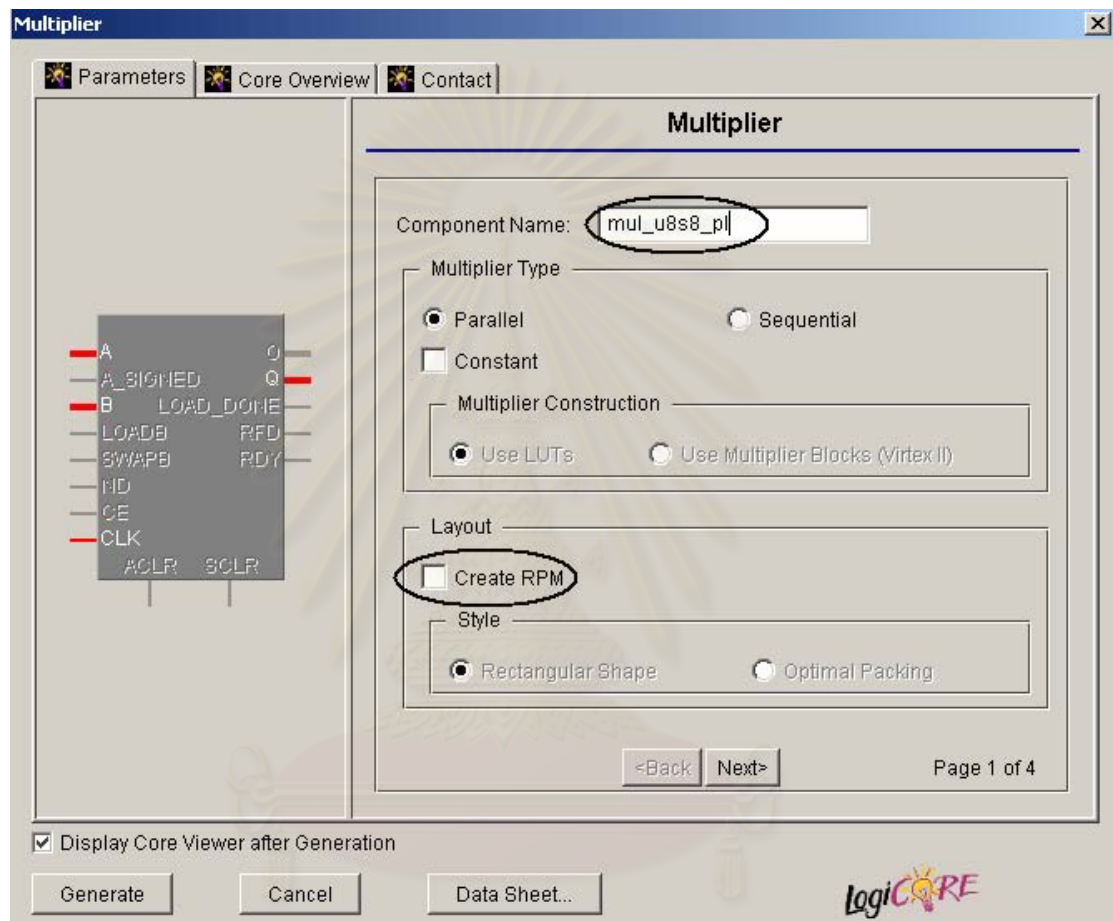 Multiplier
Parameters Core Overview Contact
Multiplier
Component Name: mul_u8s8_pl
Multiplier Type
Parallel Sequential
Constant
Multiplier Construction
Use LUTs Use Multiplier Blocks (Virtex II)
Layout
Create RPM
Style
Rectangular Shape Optimal Packing
<Back Next> Page 1 of 4
A O
A_SIGNED Q
B LOAD_DONE
LOADB RFD
SWAPB RDY
ND
CE
CLK
ACLR SCLR
Display Core Viewer after Generation
Generate Cancel Data Sheet... LogiCORE